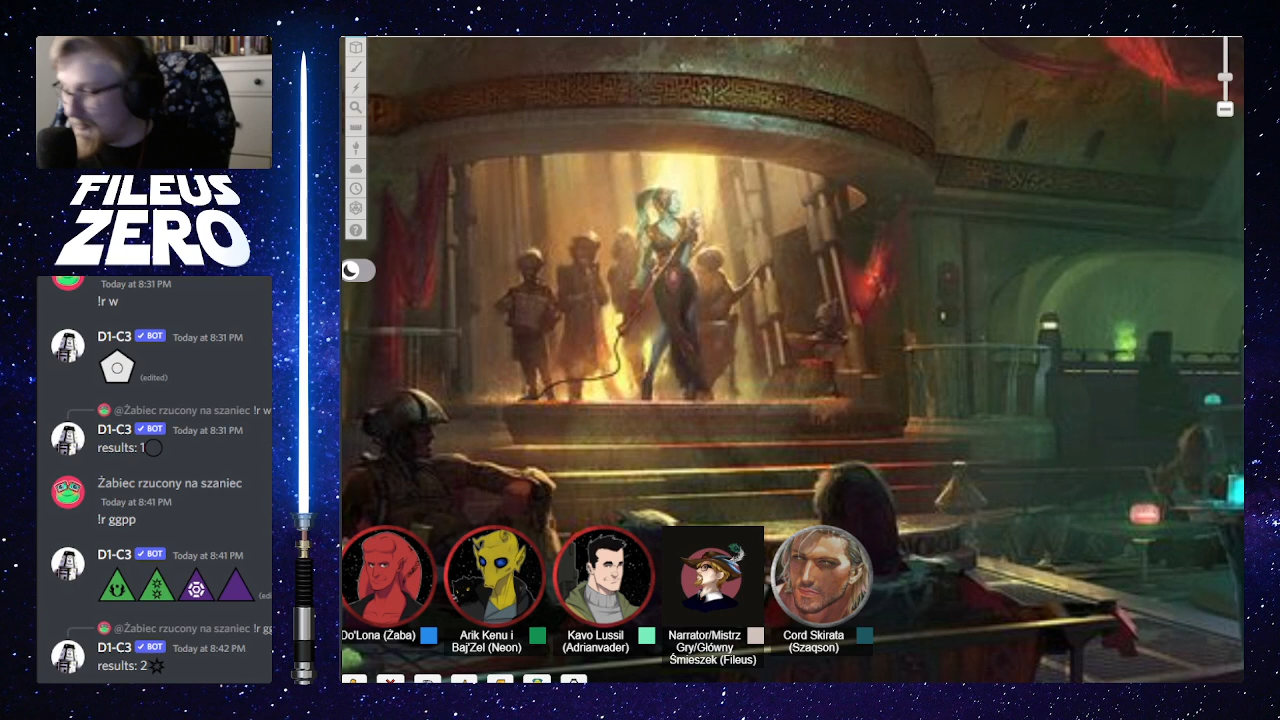 FILEUS
ZERO
Today at 8:31 PM
!r w
D1-C3 ✓ BOT Today at 8:31 PM
(edited)
@Żabiec rzucony na szaniec !r w
D1-C3 ✓ BOT Today at 8:31 PM
results: 1
Żabiec rzucony na szaniec
Today at 8:41 PM
!r ggpp
D1-C3 ✓ BOT Today at 8:41 PM
@Żabiec rzucony na szaniec !r
D1-C3 ✓ BOT Today at 8:42 PM
results: 2
Do'Lona (Żaba)
Arik Kenu i
Baj'Zel (Neon)
Kavo Lussil
(Adrianvader)
Narrator/Mistrz
Gry/Główny
Śmieszek (Fileus)
Cord Skirata
(Szaqson)